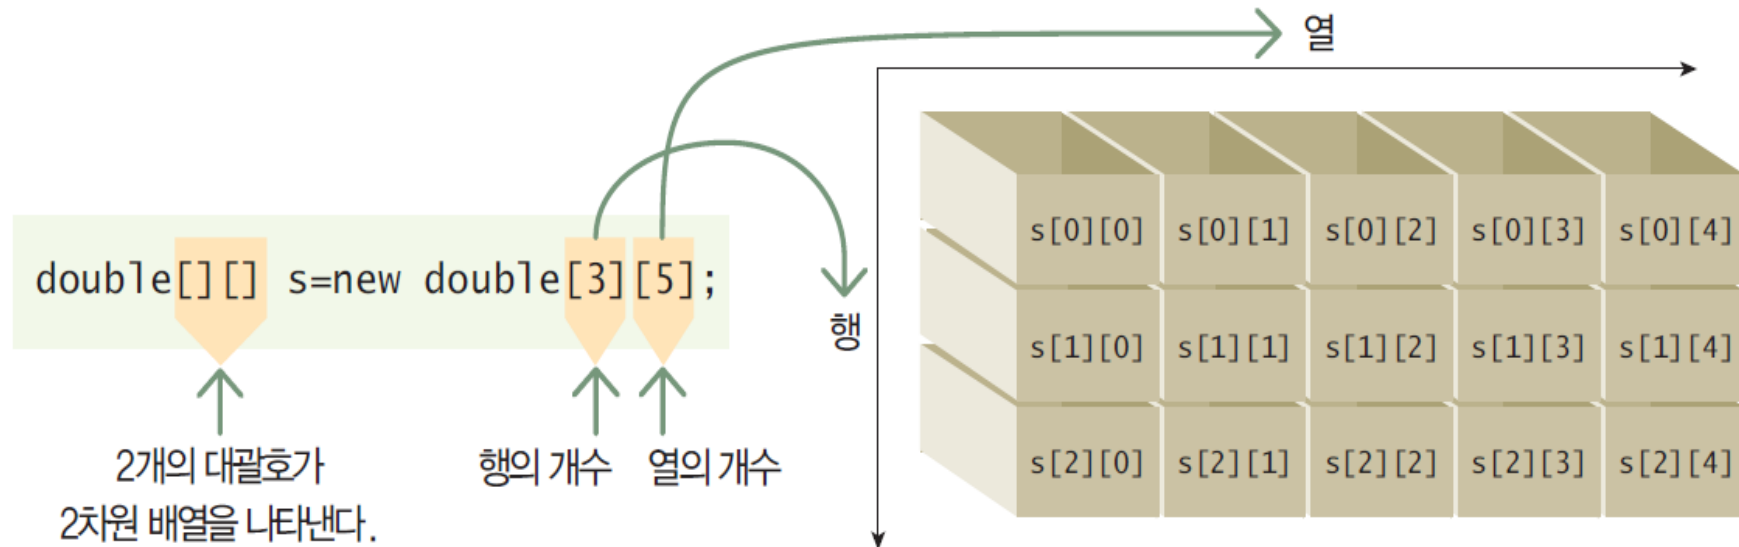 열
double[][] s=new double[3][5];
행
2개의 대괄호가
2차원 배열을 나타낸다.
행의 개수
열의 개수
s[0][0] s[0][1] s[0][2] s[0][3] s[0][4]
s[1][0] s[1][1] s[1][2] s[1][3] s[1][4]
s[2][0] s[2][1] s[2][2] s[2][3] s[2][4]